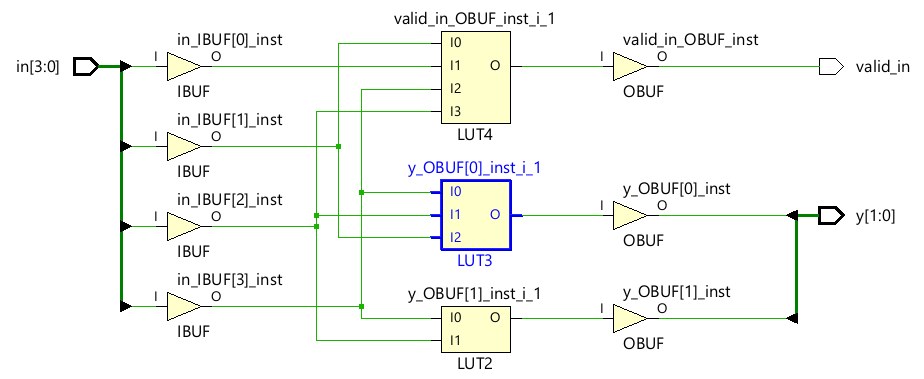 valid_in_OBUF_inst_i_1
in_IBUF[0]_inst
I0
valid_in_OBUF_inst
in[3:0]
I
O
I1
O
I
O
valid_in
IBUF
I2
OBUF
in_IBUF[1]_inst
I3
I
O
LUT4
IBUF
y_OBUF[0]_inst_i_1
in_IBUF[2]_inst
I0
y_OBUF[0]_inst
I
O
I1
O
I
O
y[1:0]
IBUF
I2
OBUF
LUT3
in_IBUF[3]_inst
y_OBUF[1]_inst_i_1
y_OBUF[1]_inst
I
O
I0
O
I
O
IBUF
I1
OBUF
LUT2